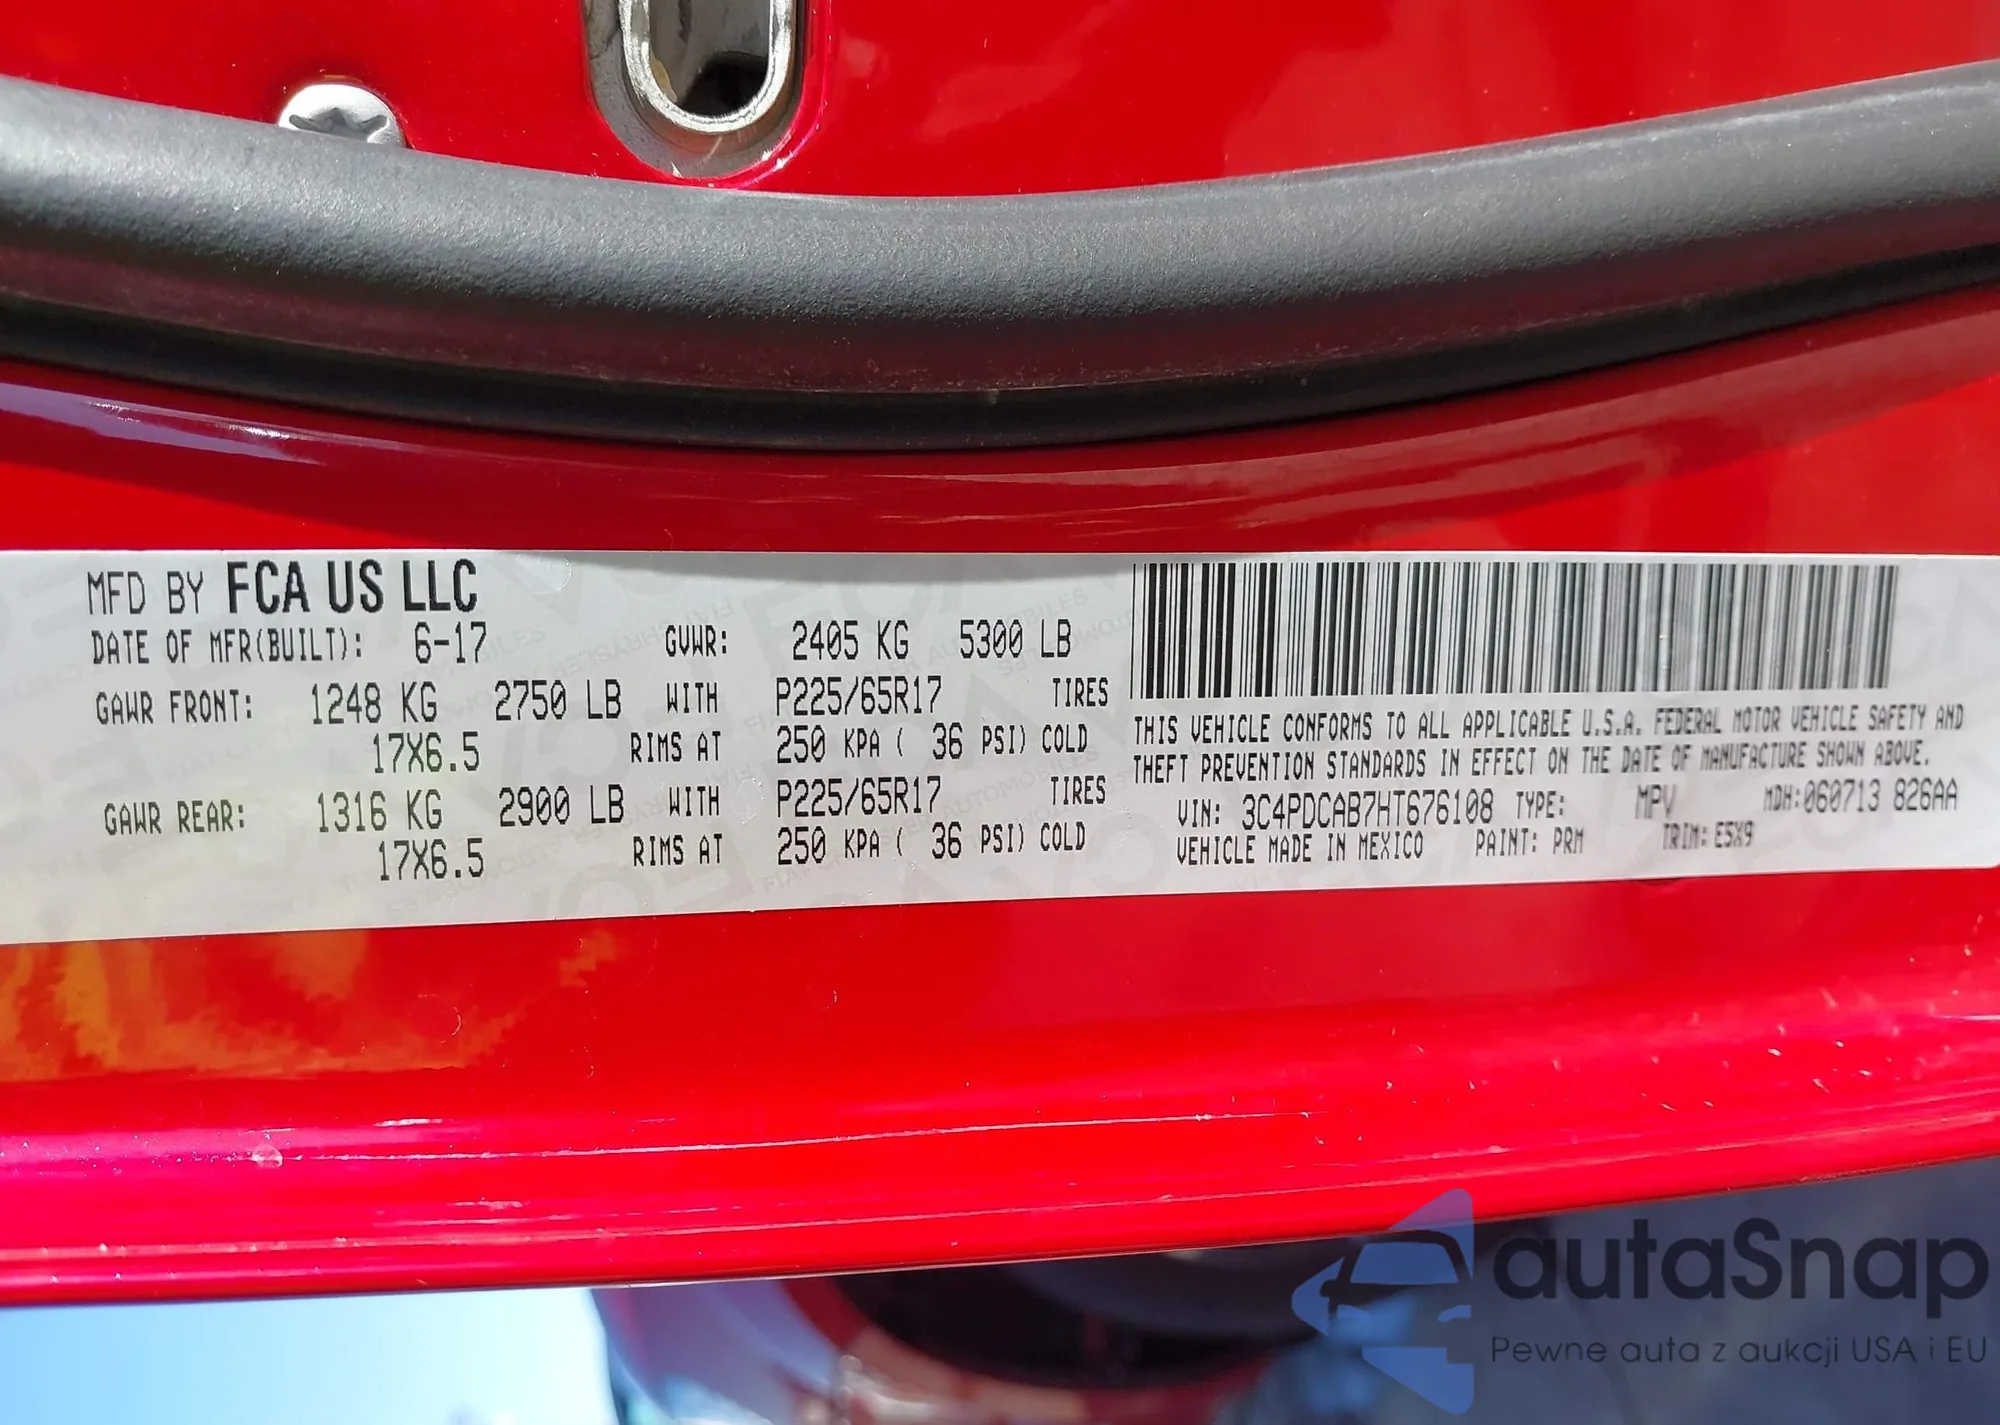 MFD BY FCA US LLC
DATE OF MFR(BUILT): 6-17 GVWR: 2405 KG 5300 LB
GAWR FRONT: 1248 KG 2750 LB WITH P225/65R17 TIRES
17X6.5 RIMS AT 250 KPA ( 36 PSI) COLD
GAWR REAR: 1316 KG 2900 LB WITH P225/65R17 TIRES
17X6.5 RIMS AT 250 KPA ( 36 PSI) COLD
THIS VEHICLE CONFORMS TO ALL APPLICABLE U.S.A. FEDERAL MOTOR VEHICLE SAFETY AND
THEFT PREVENTION STANDARDS IN EFFECT ON THE DATE OF MANUFACTURE SHOWN ABOVE.
VIN: 3C4PDCAB7HT676108 TYPE: MPV MDH:060713 826AA
VEHICLE MADE IN MEXICO PAINT: PRM TRIM: E5X9
autaSnap
Pewne auta z aukcji USA i EU